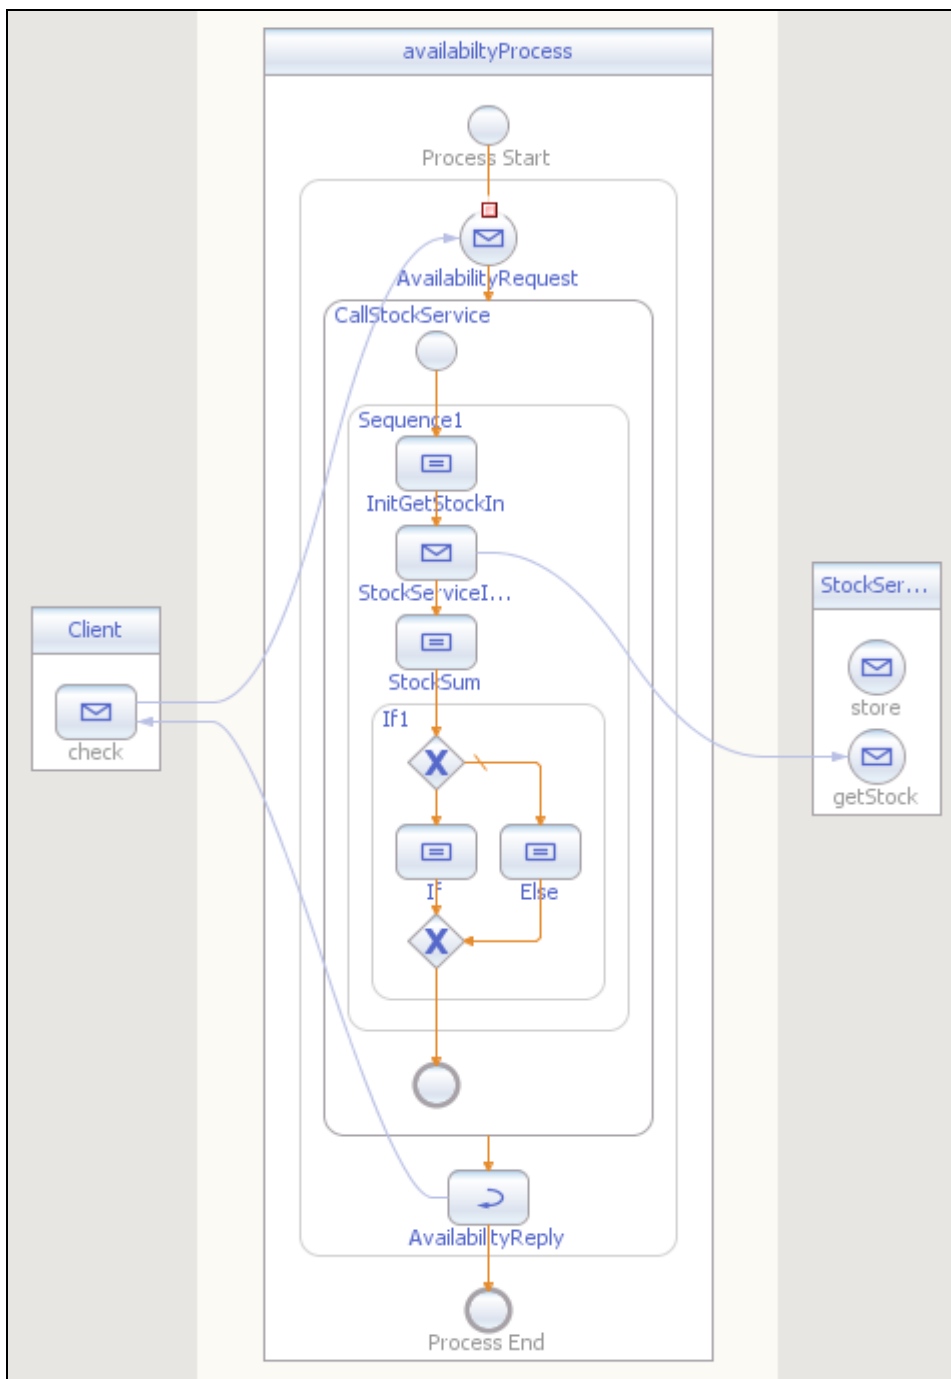 availabiltyProcess
Process Start
AvailabilityRequest
CallStockService
Sequence1
InitGetStockIn
StockServiceI...
StockSum
If1
X
If
Else
X
AvailabilityReply
Process End
Client
check
StockSer...
store
getStock